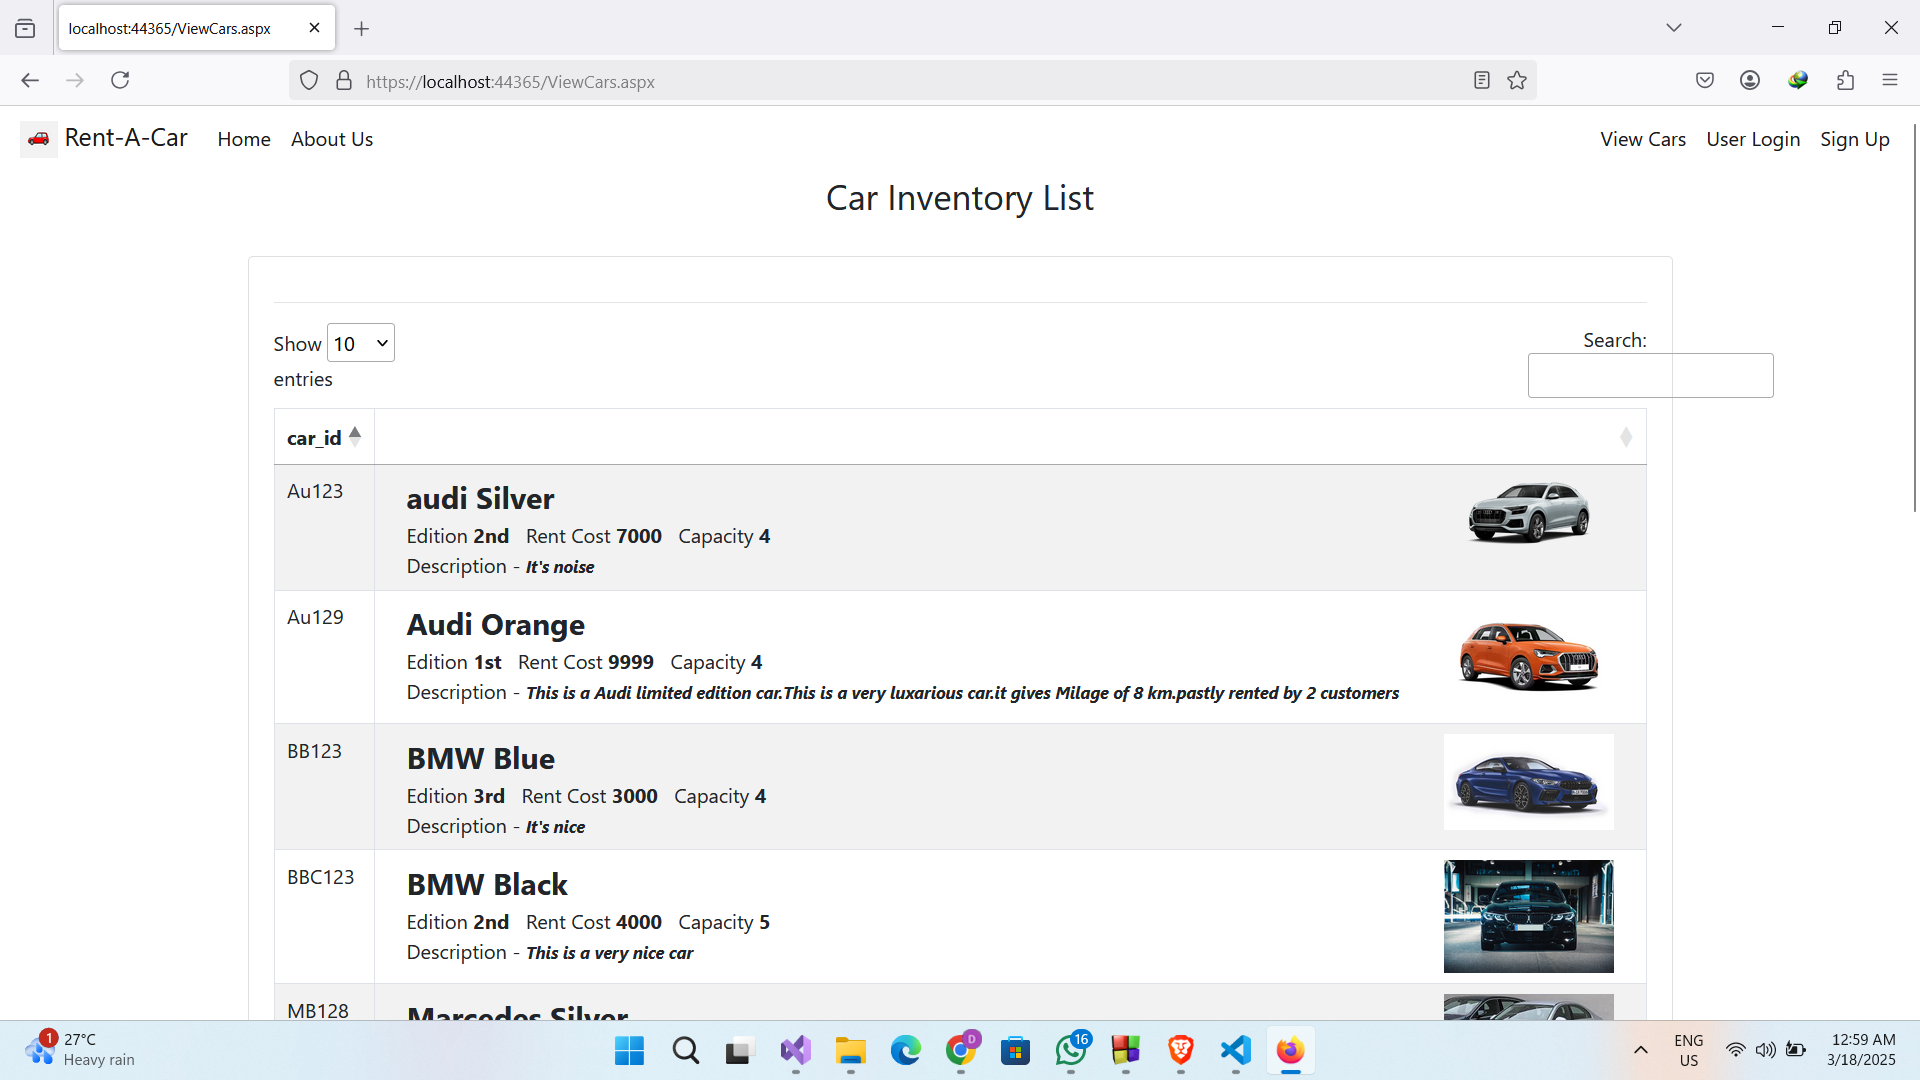 localhost:44365/ViewCars.aspx
https://localhost:44365/ViewCars.aspx
Rent-A-Car Home About Us View Cars User Login Sign Up
Car Inventory List
Show 10 entries
Search:
car_id
Au123
audi Silver
Edition 2nd Rent Cost 7000 Capacity 4
Description - It's noise
Au129
Audi Orange
Edition 1st Rent Cost 9999 Capacity 4
Description - This is a Audi limited edition car.This is a very luxarious car.it gives Milage of 8 km.pastly rented by 2 customers
BB123
BMW Blue
Edition 3rd Rent Cost 3000 Capacity 4
Description - It's nice
BBC123
BMW Black
Edition 2nd Rent Cost 4000 Capacity 5
Description - This is a very nice car
MB128
Marcedes Silver
1
27°C
Heavy rain
D
16
ENG
US
12:59 AM
3/18/2025